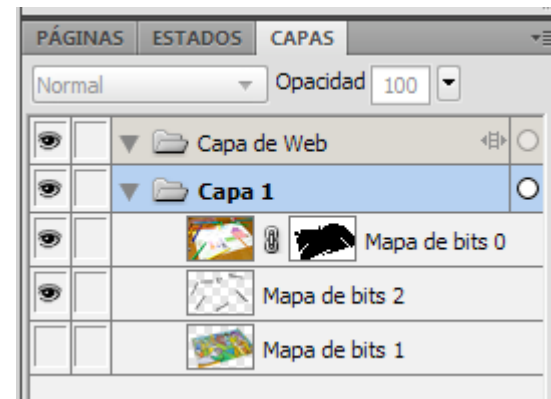 PÁGINAS ESTADOS CAPAS
Normal Opacidad 100
Capa de Web
Capa 1
Mapa de bits 0
Mapa de bits 2
Mapa de bits 1